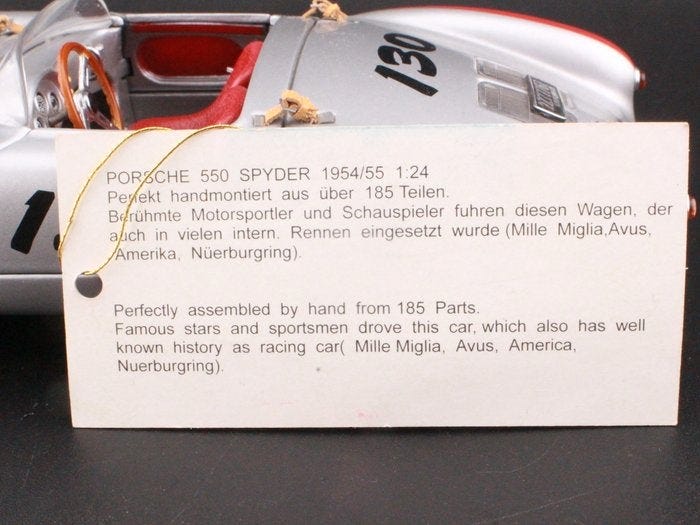 130
1
PORSCHE 550 SPYDER 1954/55 1:24
Perfekt handmontiert aus über 185 Teilen.
Berühmte Motorsportler und Schauspieler fuhren diesen Wagen, der
auch in vielen intern. Rennen eingesetzt wurde (Mille Miglia,Avus,
Amerika, Nüerburgring).
Perfectly assembled by hand from 185 Parts.
Famous stars and sportsmen drove this car, which also has well
known history as racing car( Mille Miglia, Avus, America,
Nuerburgring).